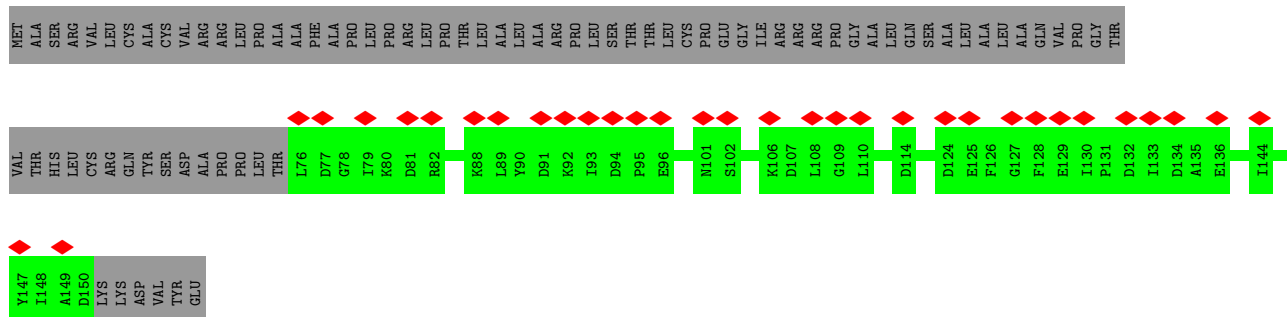 MET ALA SER ARG VAL LEU CYS ALA CYS VAL ARG ARG LEU PRO ALA ALA PHE ALA PRO LEU PRO ARG LEU PRO THR LEU ALA LEU ALA ARG PRO LEU SER THR THR LEU CYS PRO GLU GLY ILE ARG ARG ARG PRO GLY ALA LEU GLN SER ALA LEU ALA LEU ALA GLN VAL PRO GLY THR
VAL THR HIS LEU CYS ARG GLN TYR SER ASP ALA PRO PRO LEU THR L76 D77 G78 I79 K80 D81 R82 K88 L89 Y90 D91 K92 I93 D94 P95 E96 N101 S102 K106 D107 L108 G109 L110 D114 D124 E125 F126 G127 F128 E129 I130 P131 D132 I133 D134 A135 E136 I144
Y147 I148 A149 D150 LYS LYS ASP VAL TYR GLU